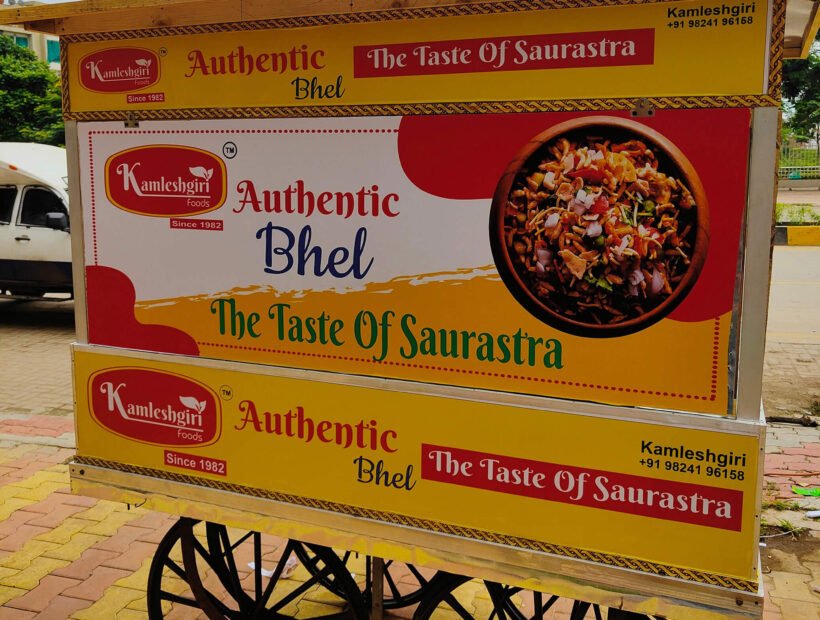 Kamleshgiri
Foods
TM
Since 1982
Authentic
Bhel
The Taste Of Saurastra
Kamleshgiri
+91 98241 96158
Kamleshgiri
Foods
TM
Since 1982
Authentic
Bhel
The Taste Of Saurastra
Kamleshgiri
Foods
TM
Since 1982
Authentic
Bhel
The Taste Of Saurastra
Kamleshgiri
+91 98241 96158